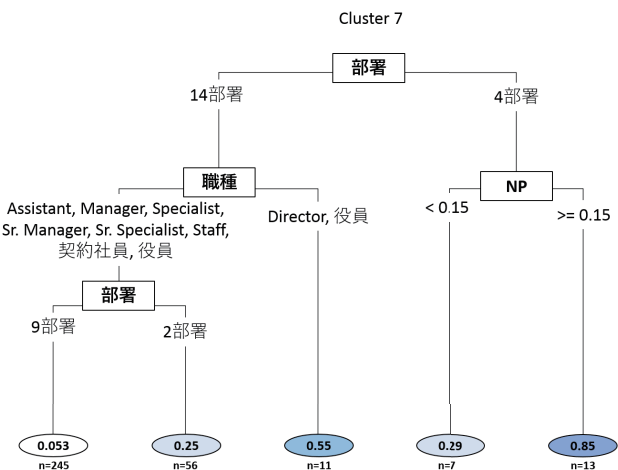 Cluster 7
部署
14部署
4部署
職種
NP
Assistant, Manager, Specialist,
Sr. Manager, Sr. Specialist, Staff,
契約社員, 役員
Director, 役員
< 0.15
>= 0.15
部署
9部署
2部署
0.053
0.25
0.55
0.29
0.85
n=245
n=56
n=11
n=7
n=13